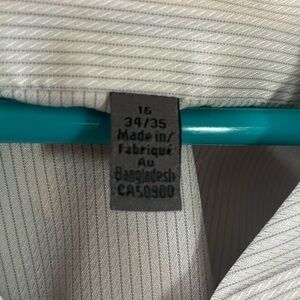 16
34/35
Made in/
Fabriqué
Au
Bangladesh
CA50900